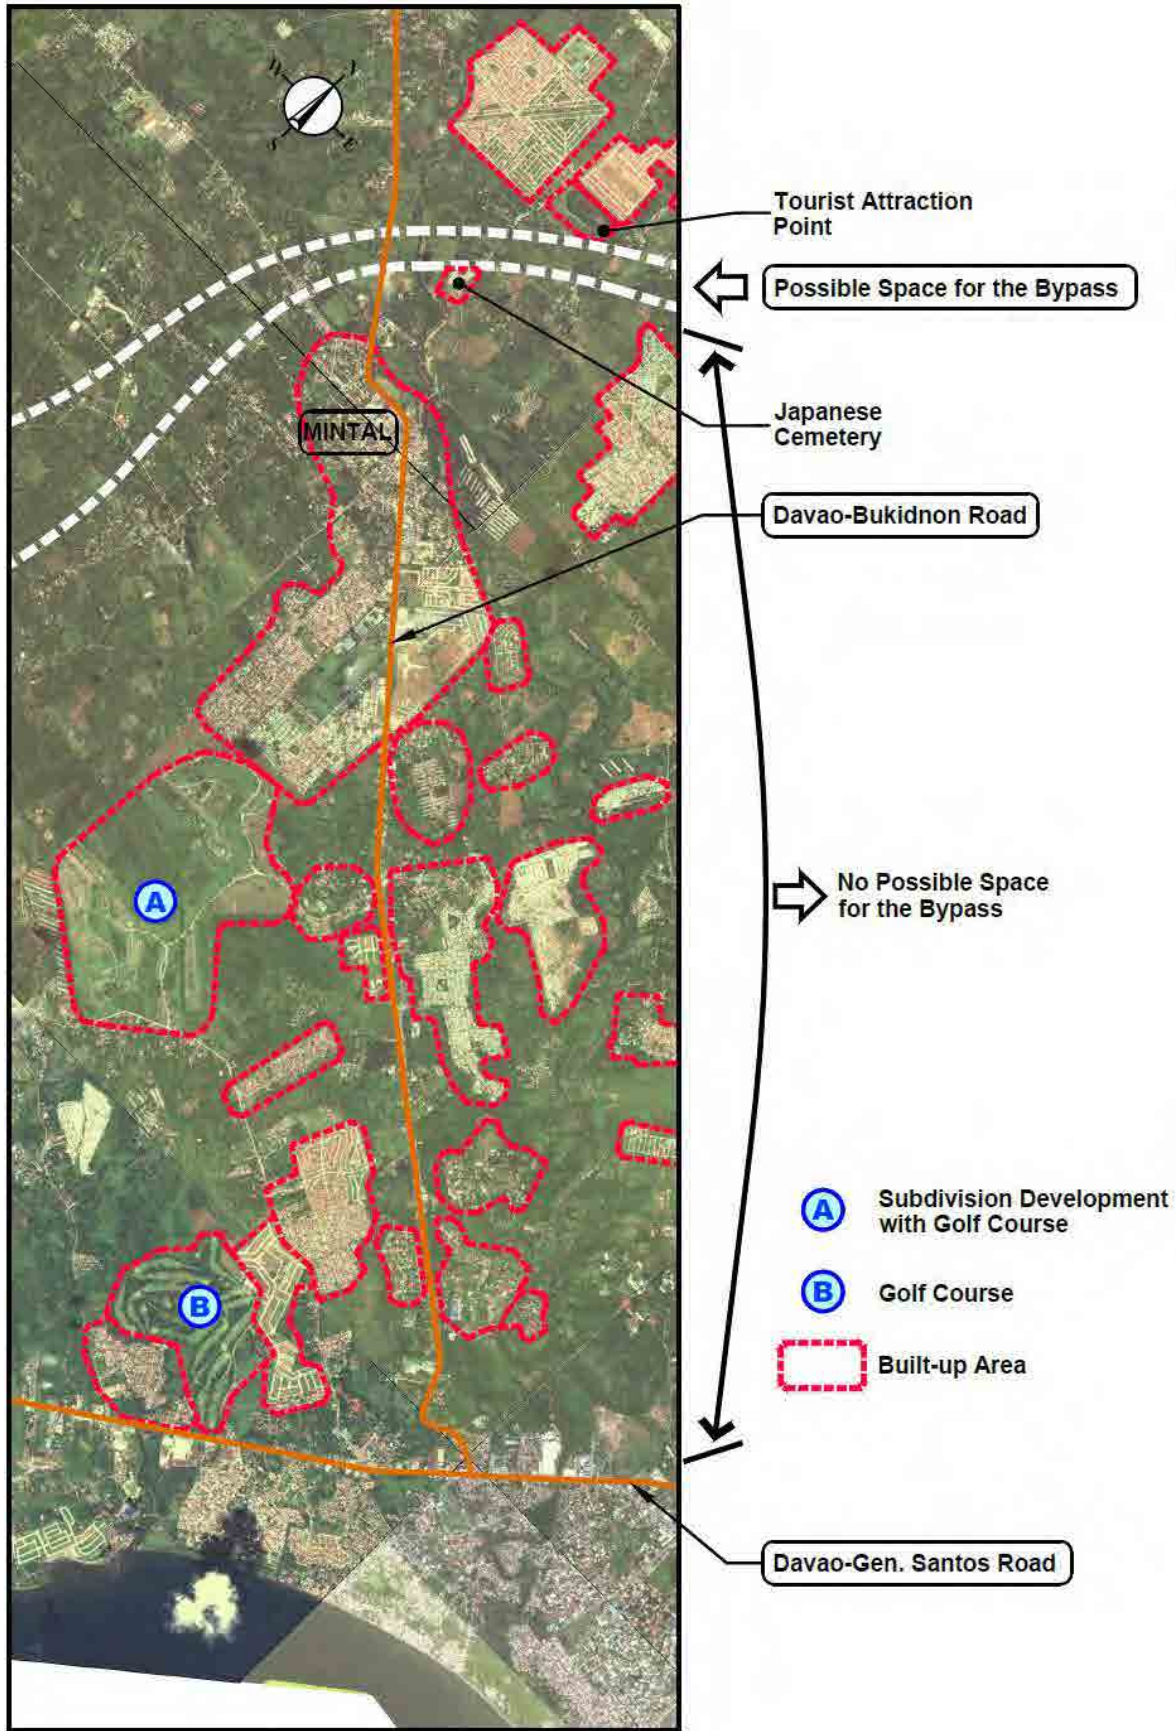 W N
S E
Tourist Attraction
Point
Possible Space for the Bypass
Japanese
Cemetery
MINTAL
Davao-Bukidnon Road
A
No Possible Space
for the Bypass
A Subdivision Development
with Golf Course
B Golf Course
B
Built-up Area
Davao-Gen. Santos Road